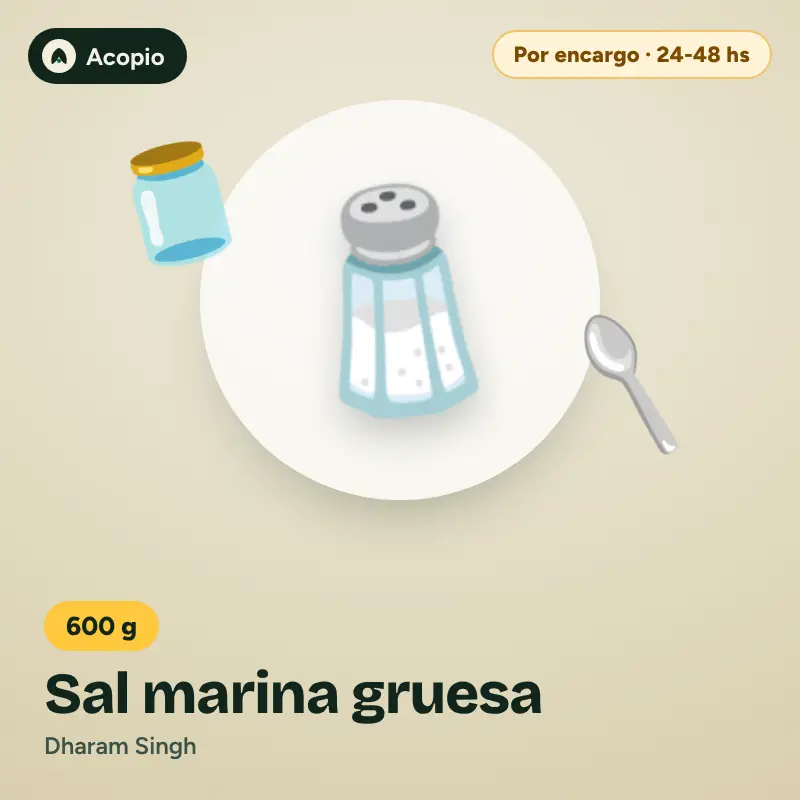 Acopio
Por encargo · 24-48 hs
600 g
Sal marina gruesa
Dharam Singh